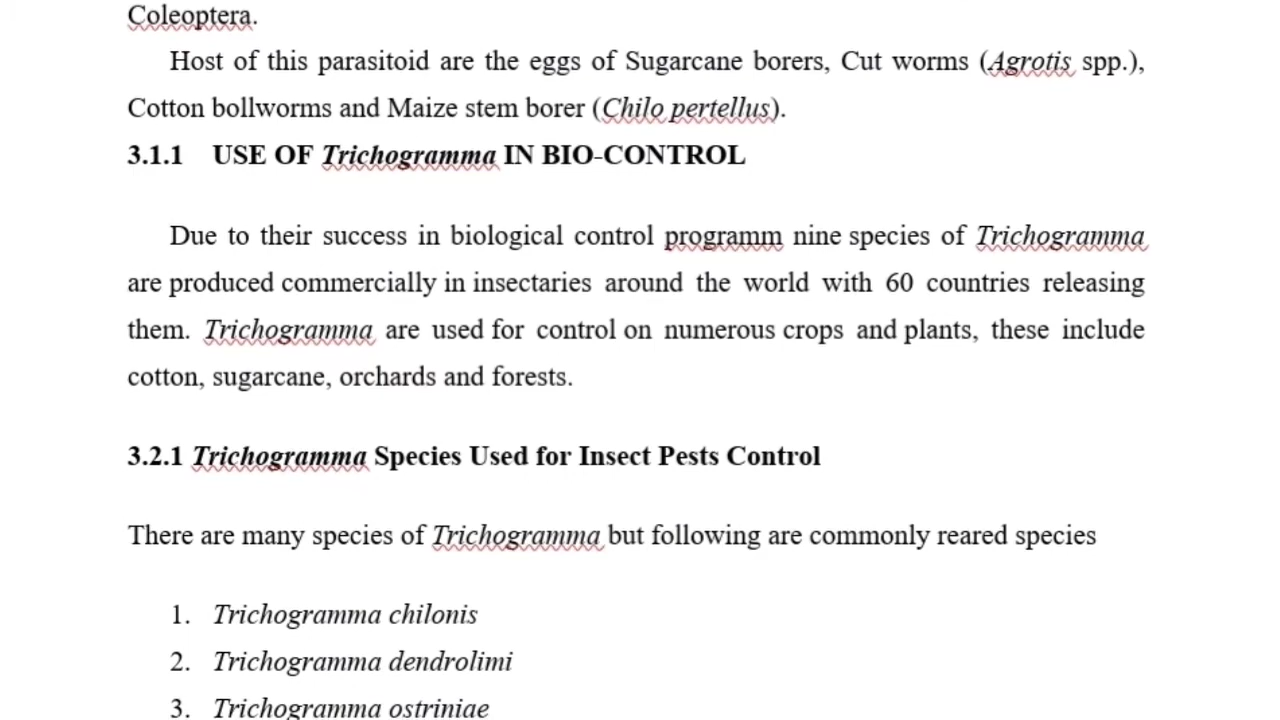 Coleoptera.
Host of this parasitoid are the eggs of Sugarcane borers, Cut worms (Agrotis spp.),
Cotton bollworms and Maize stem borer (Chilo pertellus).
3.1.1 USE OF Trichogramma IN BIO-CONTROL
Due to their success in biological control programm nine species of Trichogramma
are produced commercially in insectaries around the world with 60 countries releasing
them. Trichogramma are used for control on numerous crops and plants, these include
cotton, sugarcane, orchards and forests.
3.2.1 Trichogramma Species Used for Insect Pests Control
There are many species of Trichogramma but following are commonly reared species
1. Trichogramma chilonis
2. Trichogramma dendrolimi
3. Trichogramma ostriniae